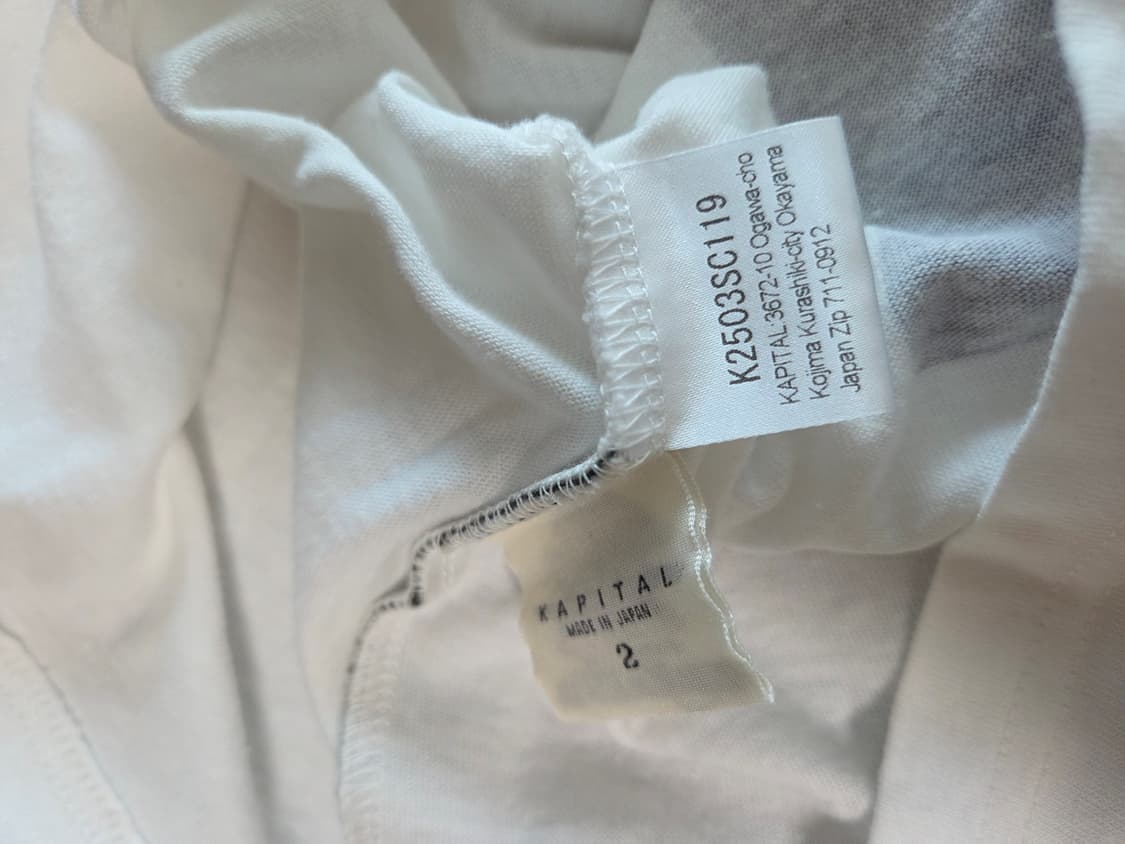 K2503SC119
KAPITAL:3672-10 Ogawa-cho
Kojima Kurashiki-city Okayama
Japan Zip 711-0912
KAPITAL
MADE IN JAPAN
2